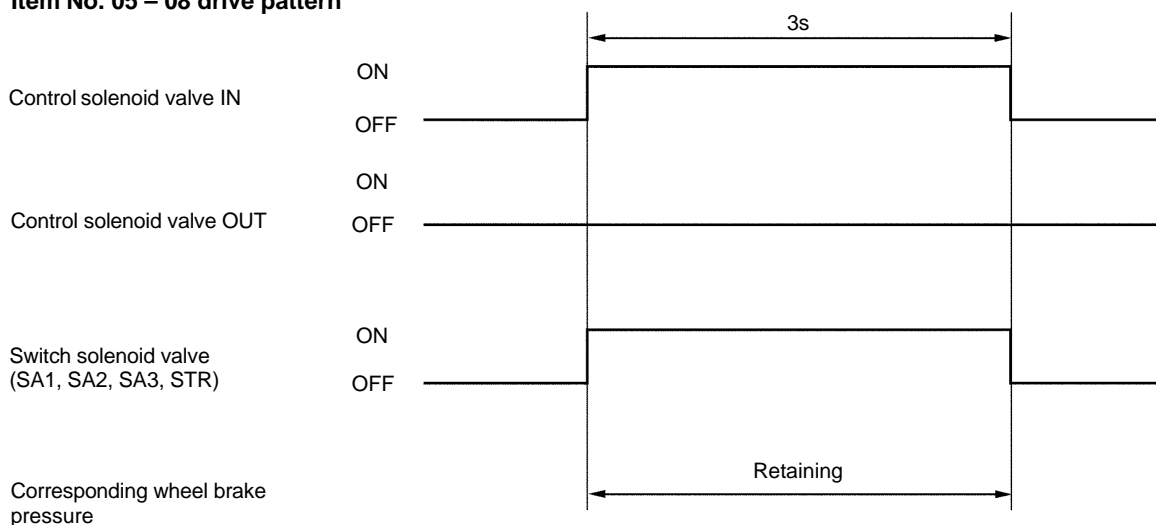 Item No. 05 – 08 drive pattern
3s
ON
Control solenoid valve IN
OFF
ON
Control solenoid valve OUT
OFF
ON
Switch solenoid valve
(SA1, SA2, SA3, STR)
OFF
Retaining
Corresponding wheel brake
pressure